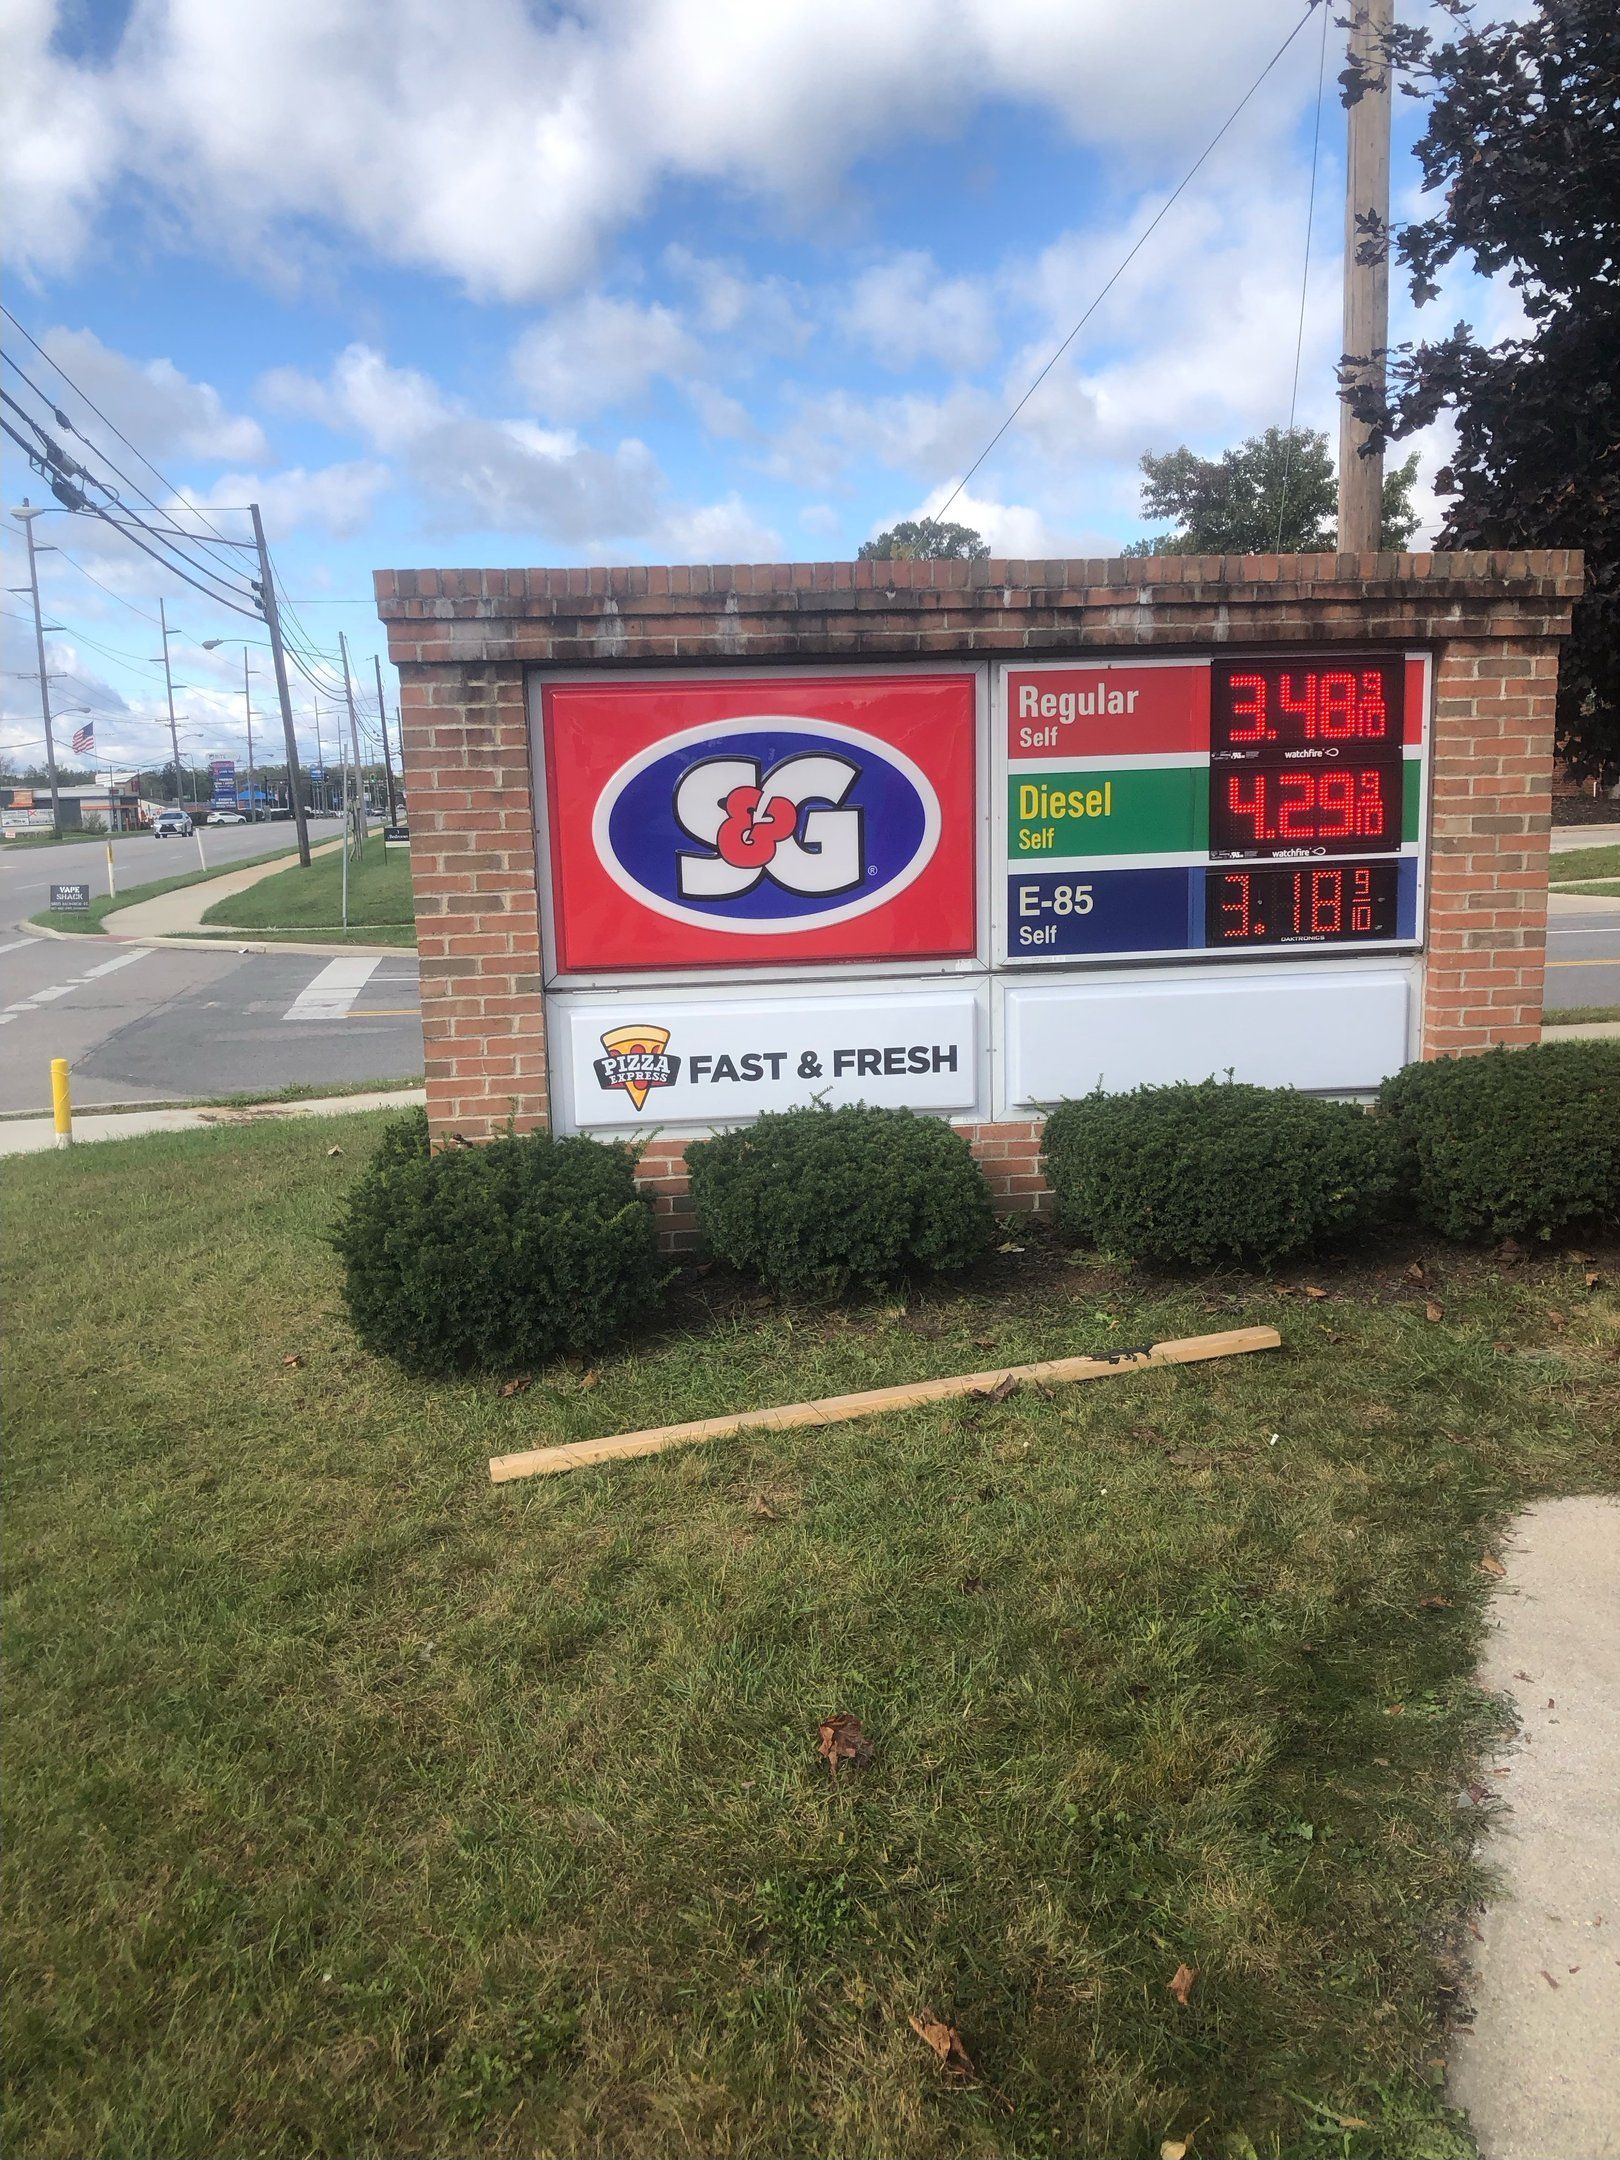 S&G®
Regular
Self
3.48 9/10
watchfire
Diesel
Self
4.29 9/10
watchfire
E-85
Self
3.18 9/10
DAKTRONICS
PIZZA
EXPRESS
FAST & FRESH
VAPE
SHACK